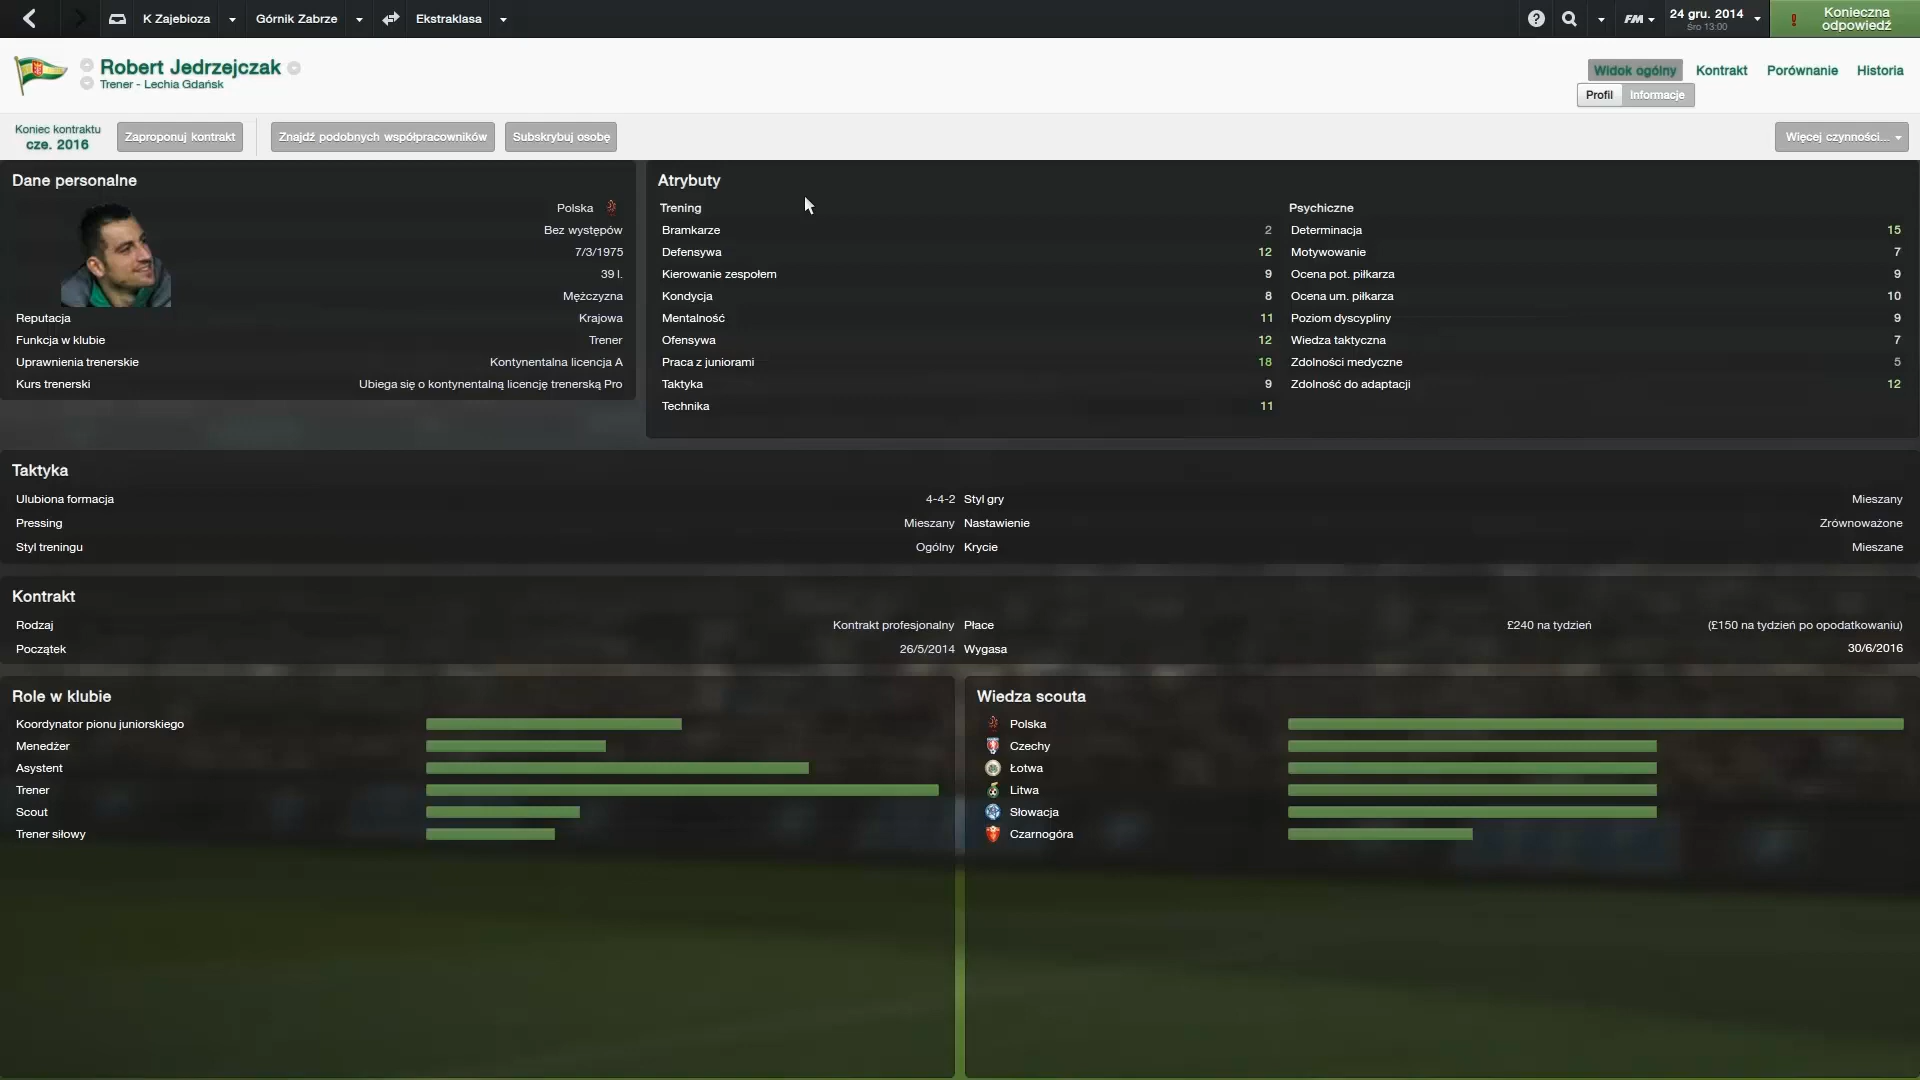 K Zajebioza Górnik Zabrze Ekstraklasa
FM 24 gru. 2014
śro 13:00
Konieczna
odpowiedź
Robert Jedrzejczak
Trener - Lechia Gdańsk
Widok ogólny Kontrakt Porównanie Historia
Profil Informacje
Koniec kontraktu
cze. 2016
Zaproponuj kontrakt Znajdź podobnych współpracowników Subskrybuj osobę Więcej czynności...
Dane personalne
Polska
Bez występów
7/3/1975
39 l.
Mężczyzna
Reputacja Krajowa
Funkcja w klubie Trener
Uprawnienia trenerskie Kontynentalna licencja A
Kurs trenerski Ubiega się o kontynentalną licencję trenerską Pro
Atrybuty
Trening
Bramkarze 2
Defensywa 12
Kierowanie zespołem 9
Kondycja 8
Mentalność 11
Ofensywa 12
Praca z juniorami 18
Taktyka 9
Technika 11
Psychiczne
Determinacja 15
Motywowanie 7
Ocena pot. piłkarza 9
Ocena um. piłkarza 10
Poziom dyscypliny 9
Wiedza taktyczna 7
Zdolności medyczne 5
Zdolność do adaptacji 12
Taktyka
Ulubiona formacja 4-4-2 Styl gry Mieszany
Pressing Mieszany Nastawienie Zrównoważone
Styl treningu Ogólny Krycie Mieszane
Kontrakt
Rodzaj Kontrakt profesjonalny Płace £240 na tydzień (£150 na tydzień po opodatkowaniu)
Początek 26/5/2014 Wygasa 30/6/2016
Role w klubie
Koordynator pionu juniorskiego
Menedżer
Asystent
Trener
Scout
Trener siłowy
Wiedza scouta
Polska
Czechy
Łotwa
Litwa
Słowacja
Czarnogóra